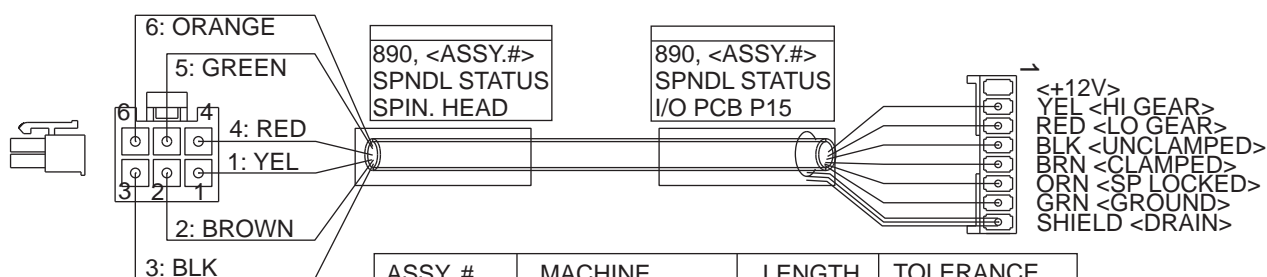 6: ORANGE
5: GREEN
6
4
4: RED
1: YEL
3
2
1
2: BROWN
3: BLK
890, <ASSY.#>
SPNDL STATUS
SPIN. HEAD
890, <ASSY.#>
SPNDL STATUS
I/O PCB P15
1
<+12V>
YEL <HI GEAR>
RED <LO GEAR>
BLK <UNCLAMPED>
BRN <CLAMPED>
ORN <SP LOCKED>
GRN <GROUND>
SHIELD <DRAIN>
ASSY. # MACHINE LENGTH TOLERANCE